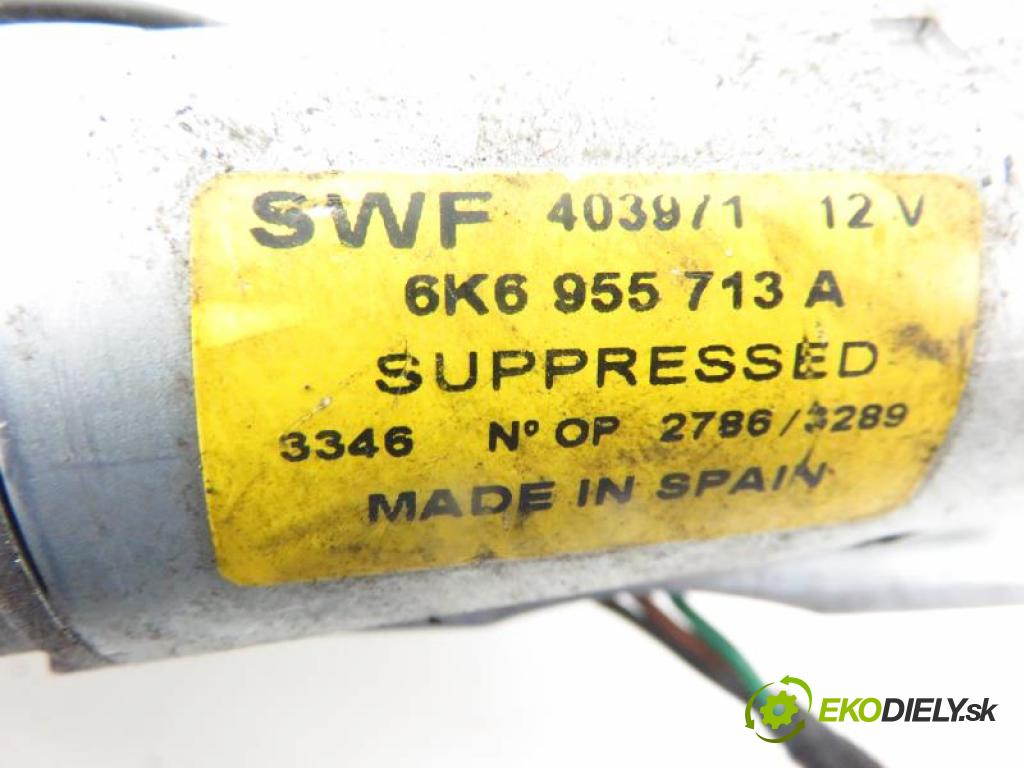 SWF 403971 12 V
6K6 955 713 A
SUPPRESSED
3346 Nº OP 2786/3289
MADE IN SPAIN
EKODIELY.sk